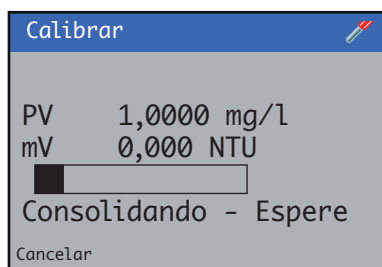 Calibrar
PV 1,0000 mg/l
mV 0,000 NTU
Consolidando - Espere
Cancelar